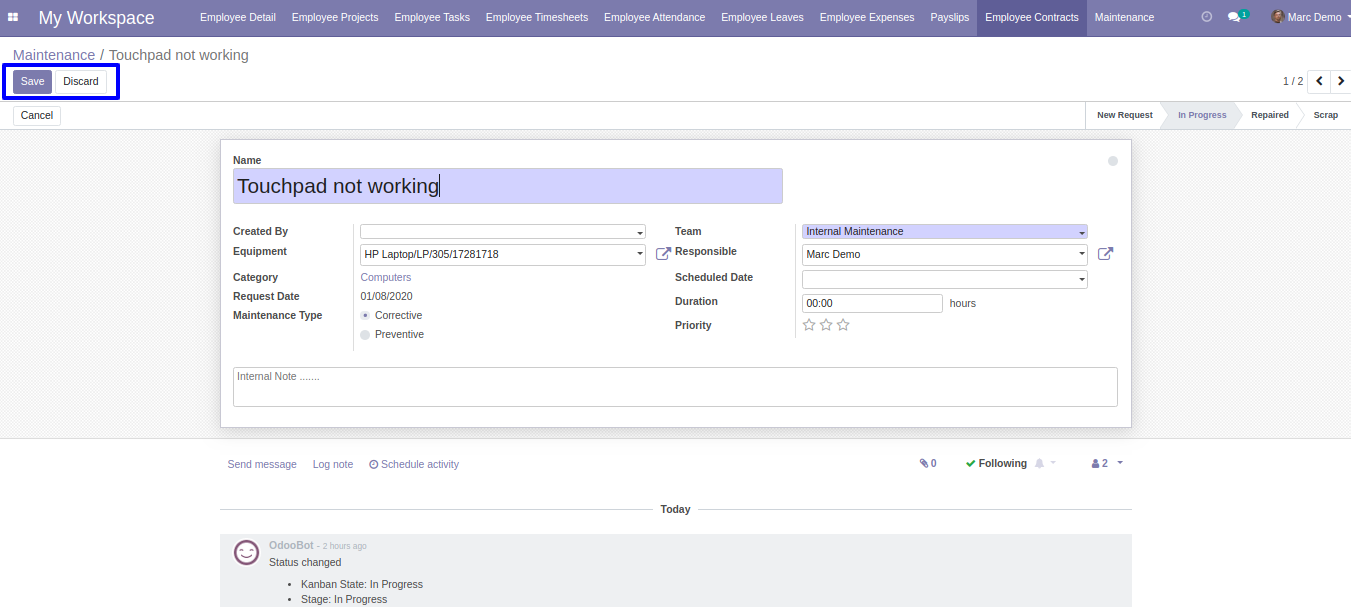 My Workspace Employee Detail Employee Projects Employee Tasks Employee Timesheets Employee Attendance Employee Leaves Employee Expenses Payslips Employee Contracts Maintenance 1 Marc Demo
Maintenance / Touchpad not working
Save Discard 1 / 2
Cancel New Request In Progress Repaired Scrap
Name
Touchpad not working
Created By
Equipment HP Laptop/LP/305/17281718
Category Computers
Request Date 01/08/2020
Maintenance Type Corrective
Preventive
Team Internal Maintenance
Responsible Marc Demo
Scheduled Date
Duration 00:00 hours
Priority
Internal Note .......
Send message Log note Schedule activity 0 Following 2
Today
OdooBot - 2 hours ago
Status changed
• Kanban State: In Progress
• Stage: In Progress